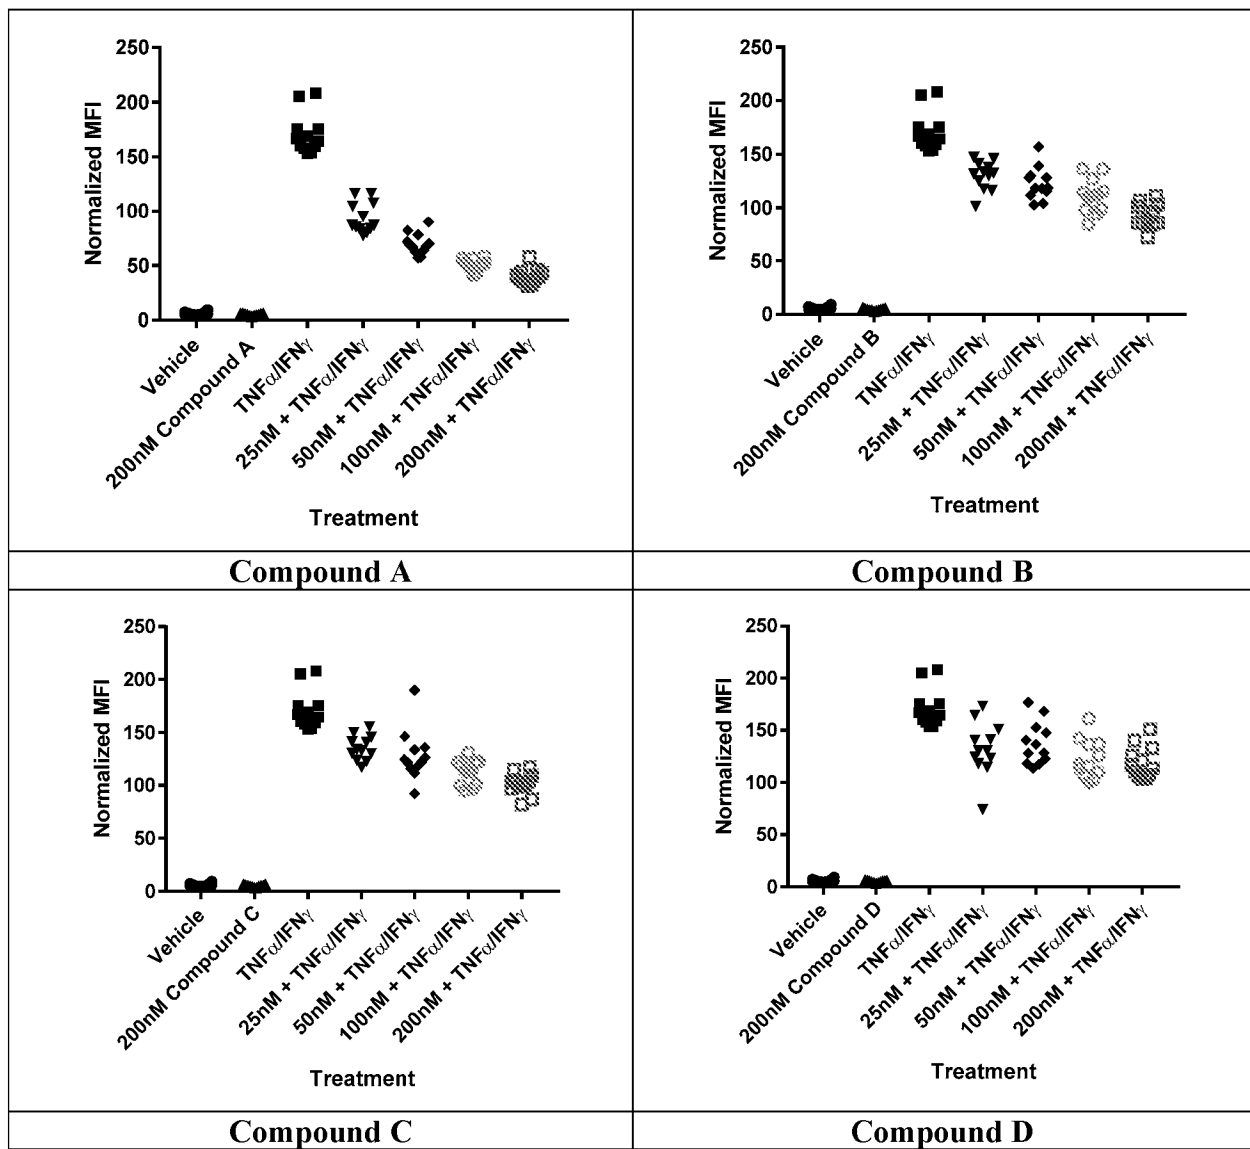 250
200
150
100
50
0
Normalized MFI
Vehicle
200nM Compound A
TNFα/IFNγ
25nM + TNFα/IFNγ
50nM + TNFα/IFNγ
100nM + TNFα/IFNγ
200nM + TNFα/IFNγ
Treatment
Compound A
250
200
150
100
50
0
Normalized MFI
Vehicle
200nM Compound B
TNFα/IFNγ
25nM + TNFα/IFNγ
50nM + TNFα/IFNγ
100nM + TNFα/IFNγ
200nM + TNFα/IFNγ
Treatment
Compound B
250
200
150
100
50
0
Normalized MFI
Vehicle
200nM Compound C
TNFα/IFNγ
25nM + TNFα/IFNγ
50nM + TNFα/IFNγ
100nM + TNFα/IFNγ
200nM + TNFα/IFNγ
Treatment
Compound C
250
200
150
100
50
0
Normalized MFI
Vehicle
200nM Compound D
TNFα/IFNγ
25nM + TNFα/IFNγ
50nM + TNFα/IFNγ
100nM + TNFα/IFNγ
200nM + TNFα/IFNγ
Treatment
Compound D